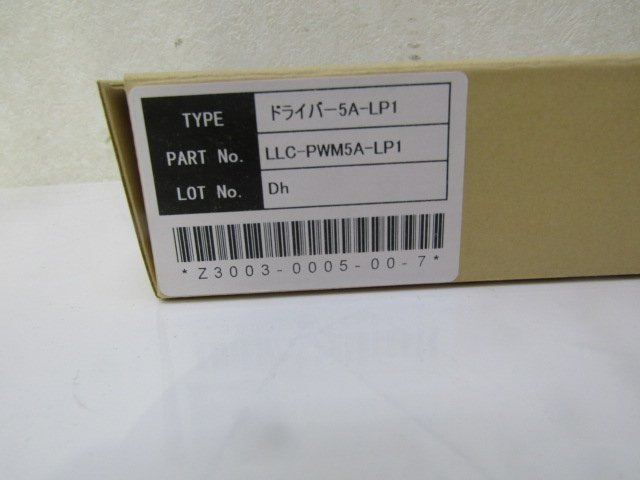 TYPE ドライバー5A-LP1
PART No. LLC-PWM5A-LP1
LOT No. Dh
*Z3003-0005-00-7*